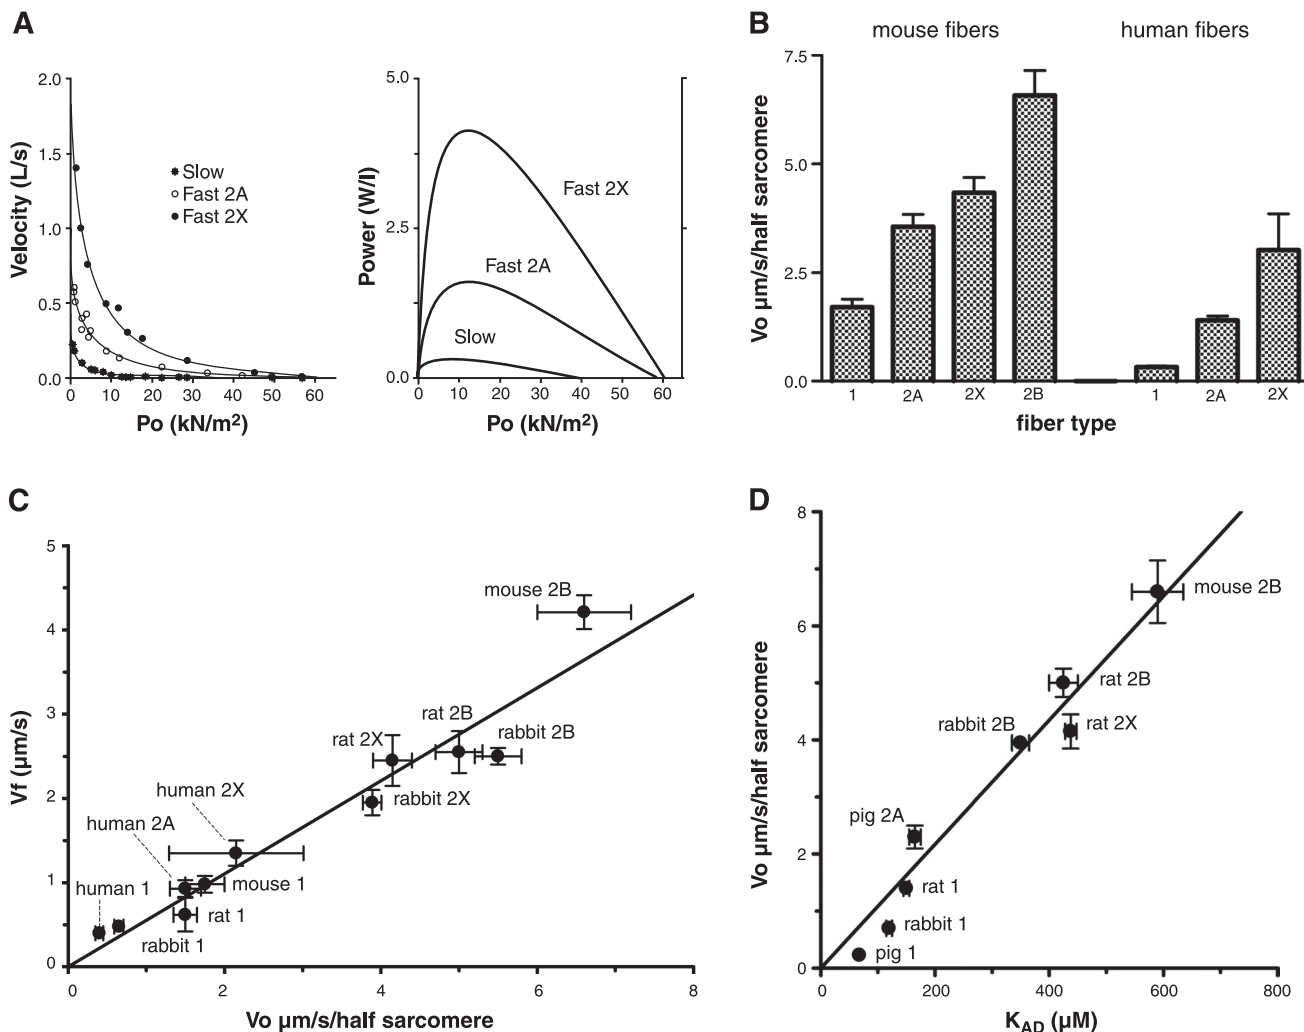 A
2.0
1.5
1.0
0.5
0.0
Velocity (L/s)
Slow
Fast 2A
Fast 2X
0 10 20 30 40 50 60
Po (kN/m²)
5.0
2.5
0.0
Power (W/l)
Fast 2X
Fast 2A
Slow
0 10 20 30 40 50 60
Po (kN/m²)
B
mouse fibers human fibers
7.5
5.0
2.5
0.0
Vo µm/s/half sarcomere
1 2A 2X 2B 1 2A 2X
fiber type
C
5
4
3
2
1
0
Vf (µm/s)
mouse 2B
rat 2B
rabbit 2B
rat 2X
rabbit 2X
human 2X
human 2A
human 1
mouse 1
rat 1
rabbit 1
0 2 4 6 8
Vo µm/s/half sarcomere
D
8
6
4
2
0
Vo µm/s/half sarcomere
mouse 2B
rat 2B
rabbit 2B
rat 2X
pig 2A
rat 1
rabbit 1
pig 1
0 200 400 600 800
K_AD (µM)